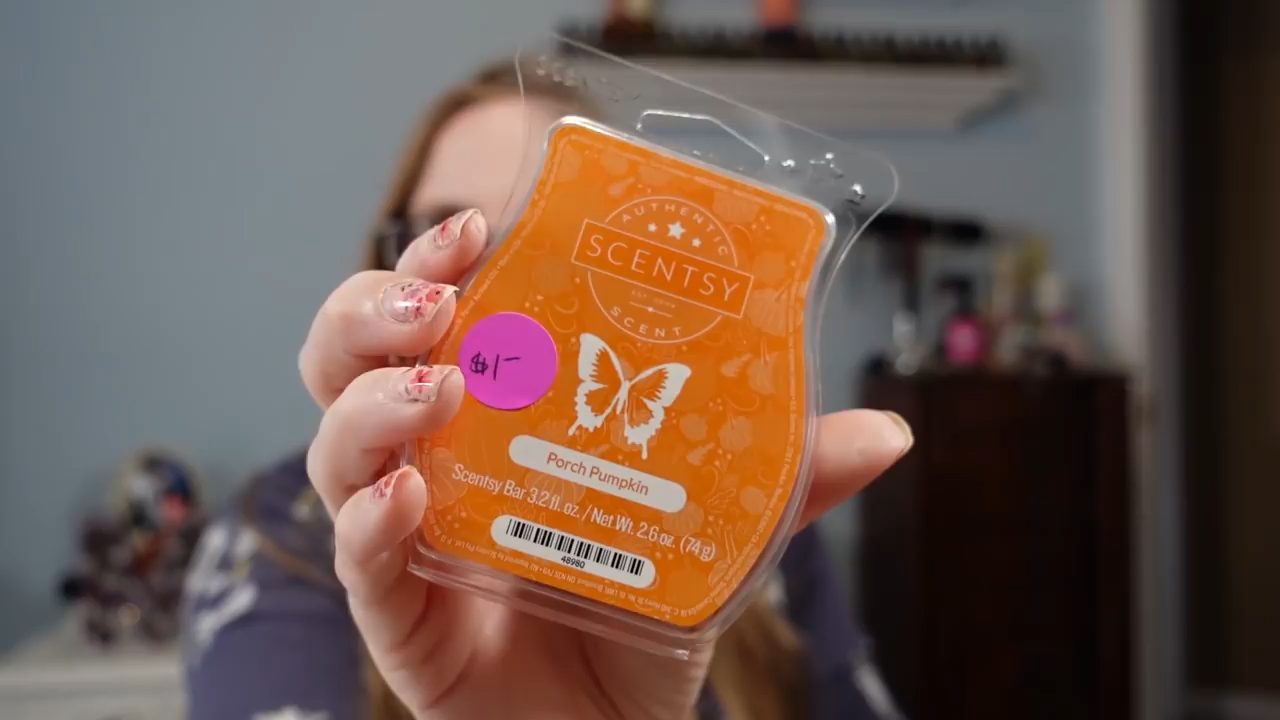 AUTHENTIC
SCENTSY
SCENT
$1-
Porch Pumpkin
Scentsy Bar 3.2 fl. oz. / Net Wt. 2.6 oz. (74g)
48980